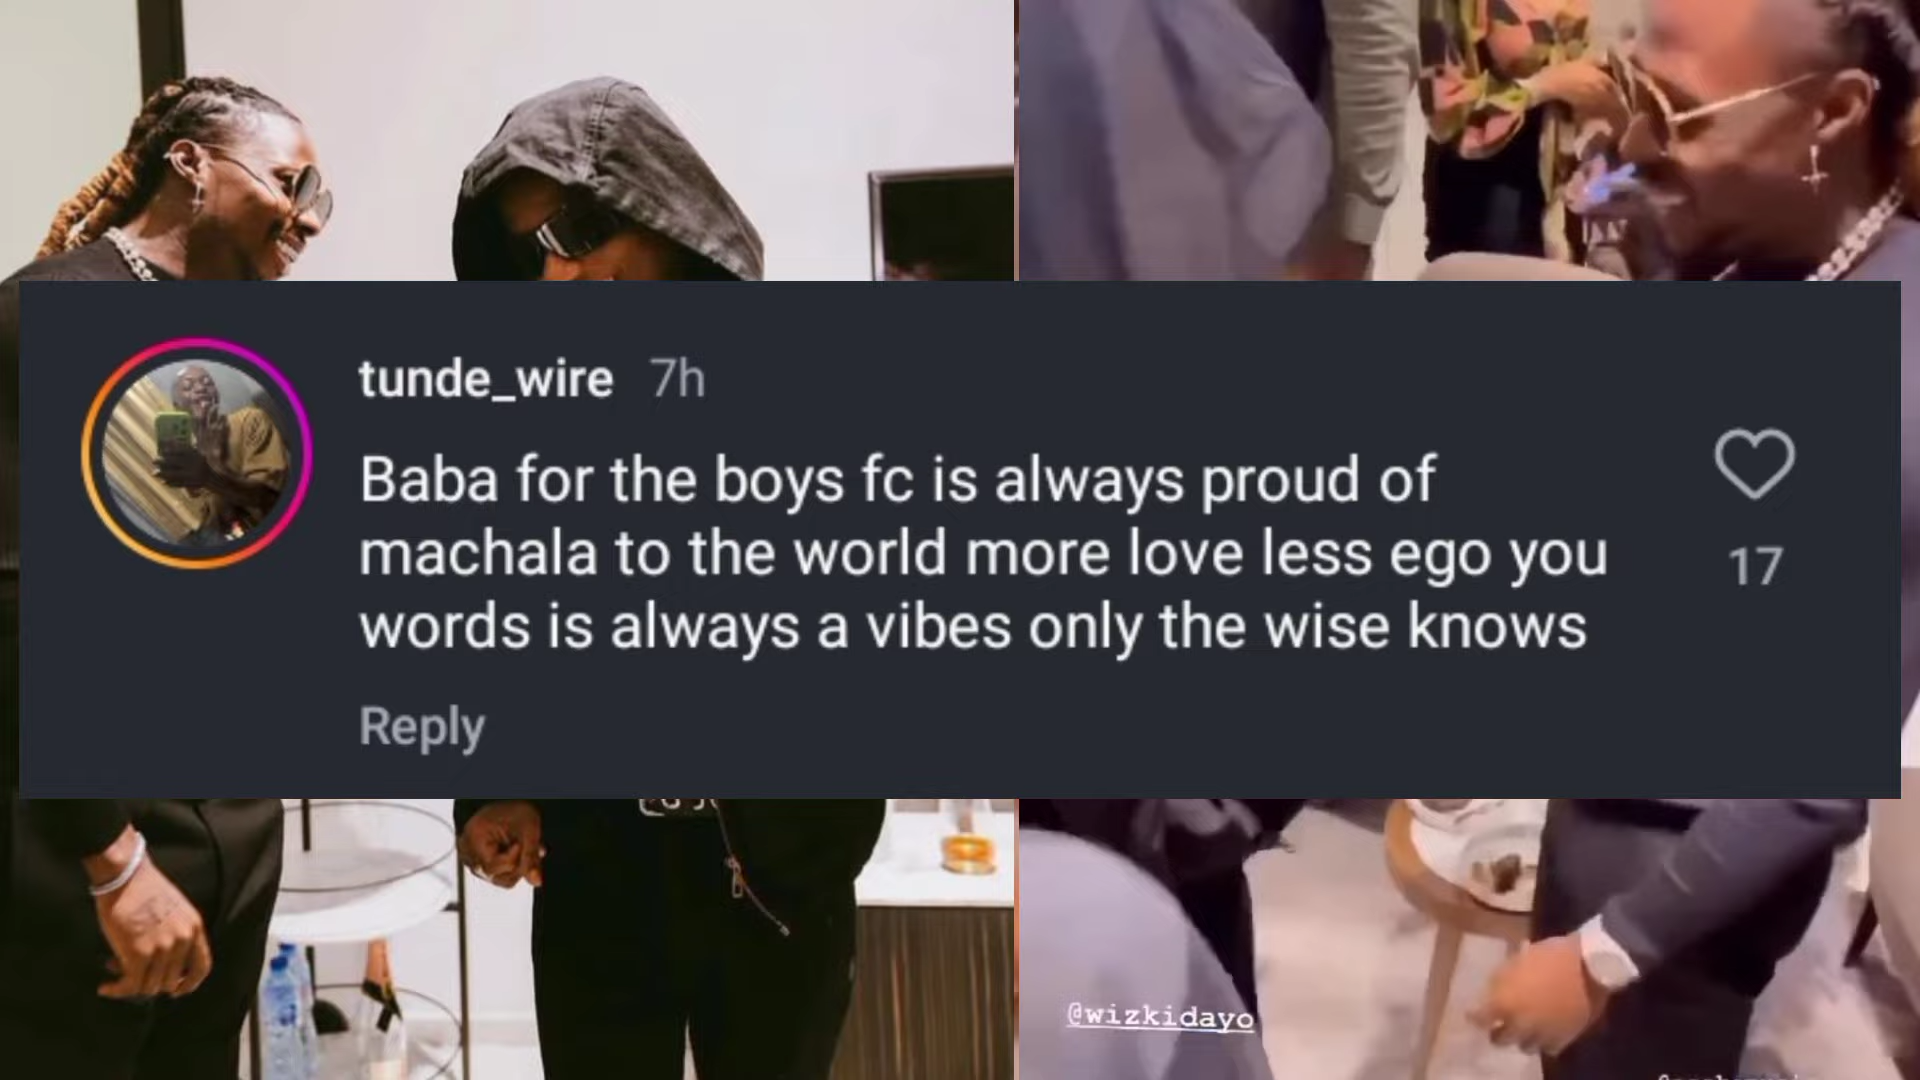 tunde_wire 7h
Baba for the boys fc is always proud of
machala to the world more love less ego you
words is always a vibes only the wise knows
17
Reply
@wizkidayo